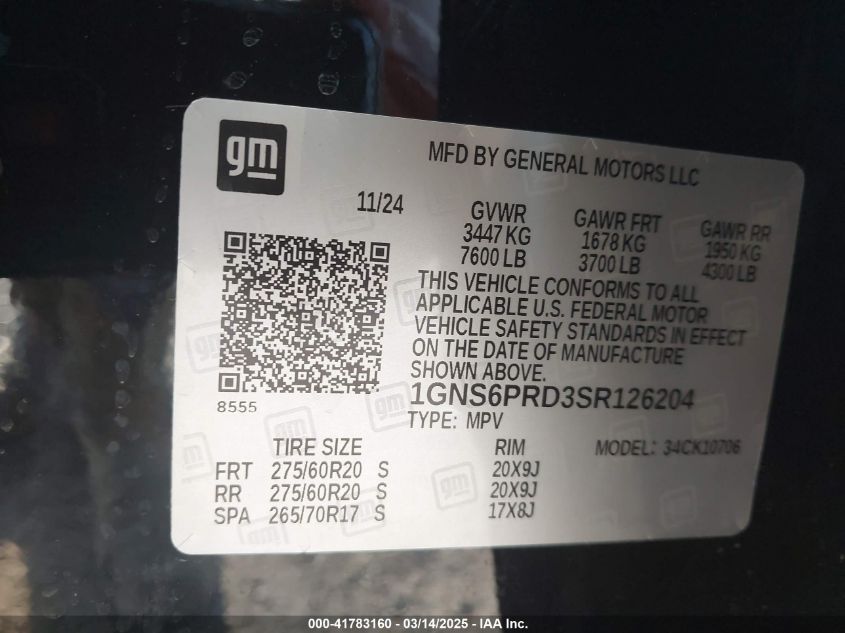 gm
MFD BY GENERAL MOTORS LLC
11/24
GVWR GAWR FRT GAWR RR
3447 KG 1678 KG 1950 KG
7600 LB 3700 LB 4300 LB
THIS VEHICLE CONFORMS TO ALL
APPLICABLE U.S. FEDERAL MOTOR
VEHICLE SAFETY STANDARDS IN EFFECT
ON THE DATE OF MANUFACTURE
SHOWN ABOVE.
8555
1GNS6PRD3SR126204
TYPE: MPV
TIRE SIZE RIM MODEL: 34CK10706
FRT 275/60R20 S 20X9J
RR 275/60R20 S 20X9J
SPA 265/70R17 S 17X8J
000-41783160 - 03/14/2025 - IAA Inc.